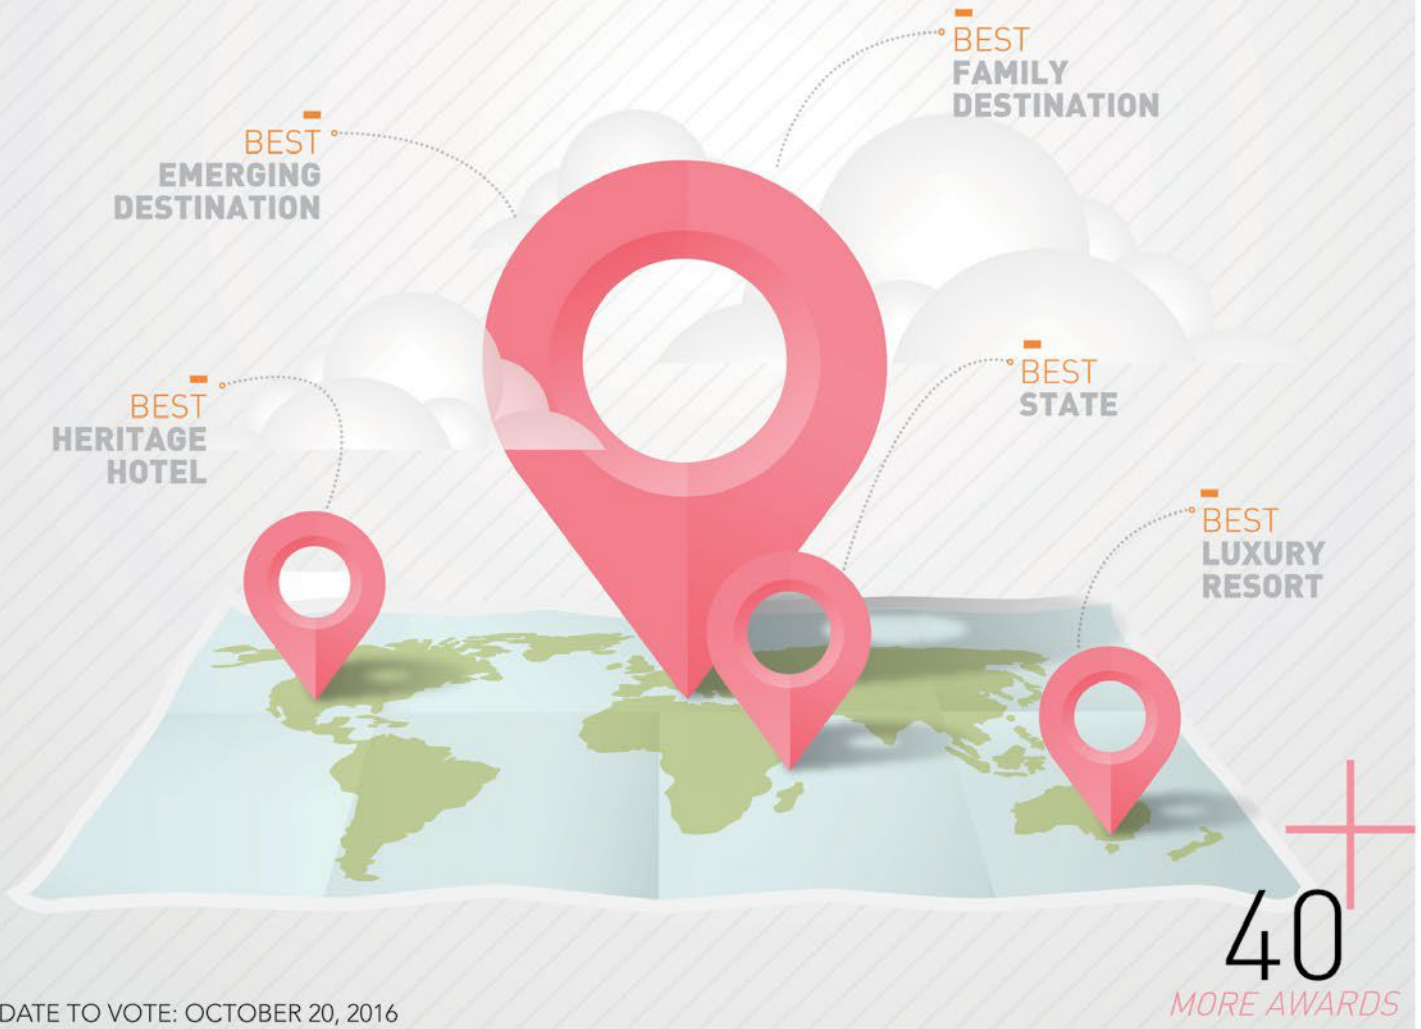 BEST
FAMILY
DESTINATION
BEST
EMERGING
DESTINATION
BEST
STATE
BEST
HERITAGE
HOTEL
BEST
LUXURY
RESORT
+
40
MORE AWARDS
DATE TO VOTE: OCTOBER 20, 2016